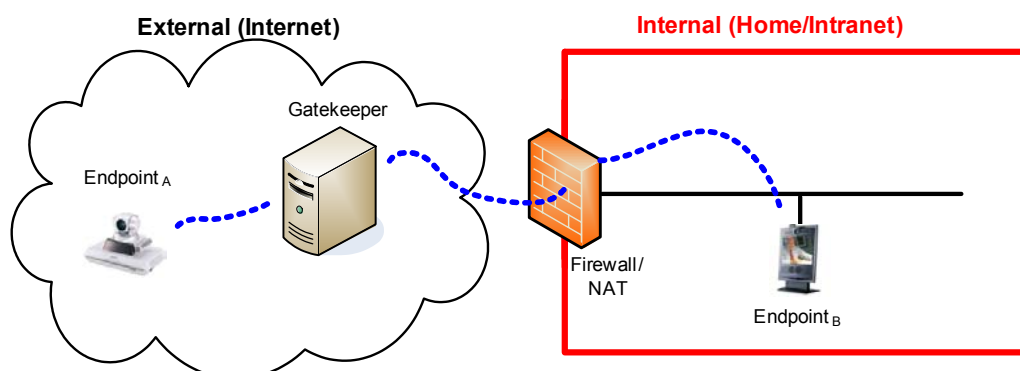 External (Internet)
Internal (Home/Intranet)
Gatekeeper
Endpoint A
Firewall/
NAT
Endpoint B